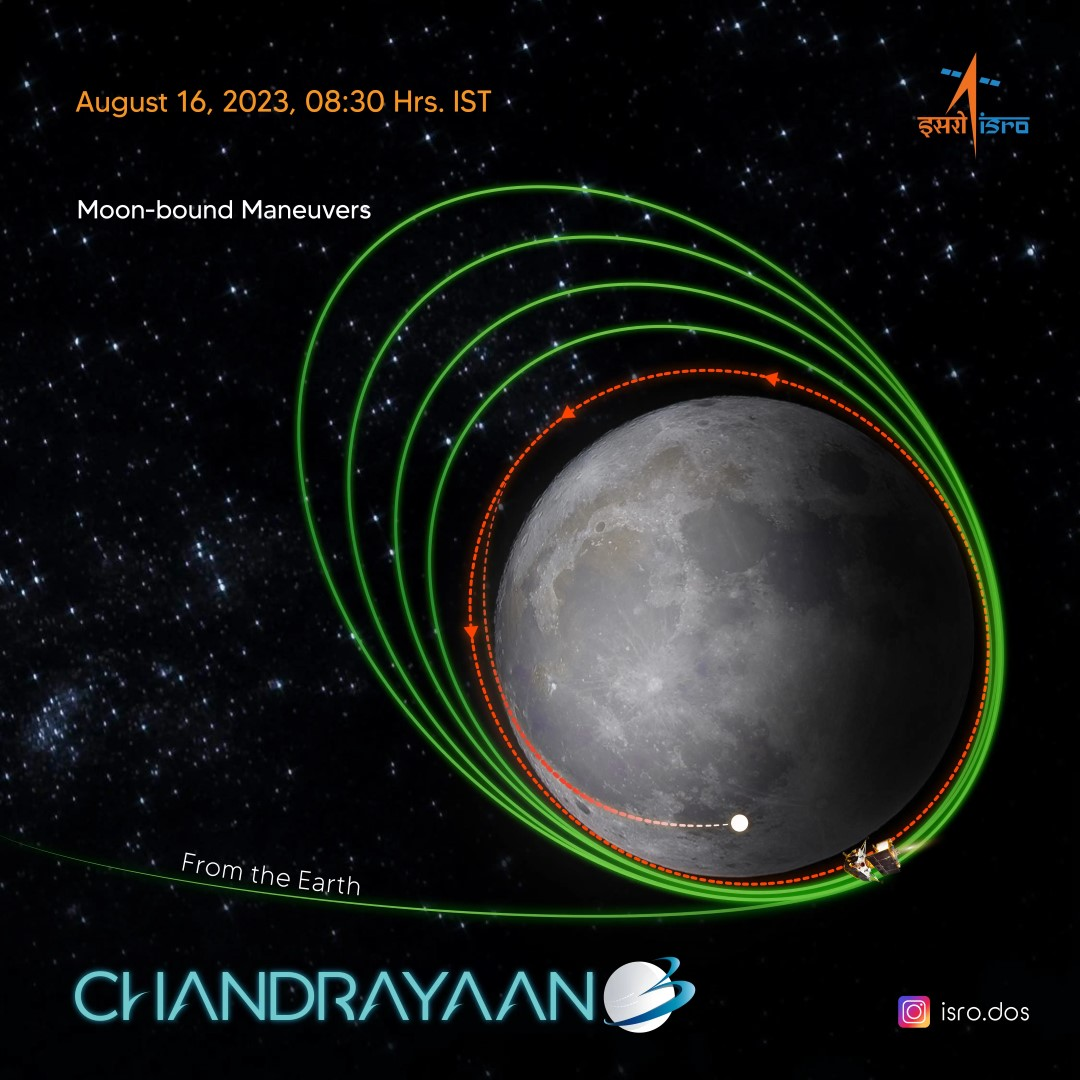 August 16, 2023, 08:30 Hrs. IST
इसरो isro
Moon-bound Maneuvers
From the Earth
CHANDRAYAAN 3
isro.dos